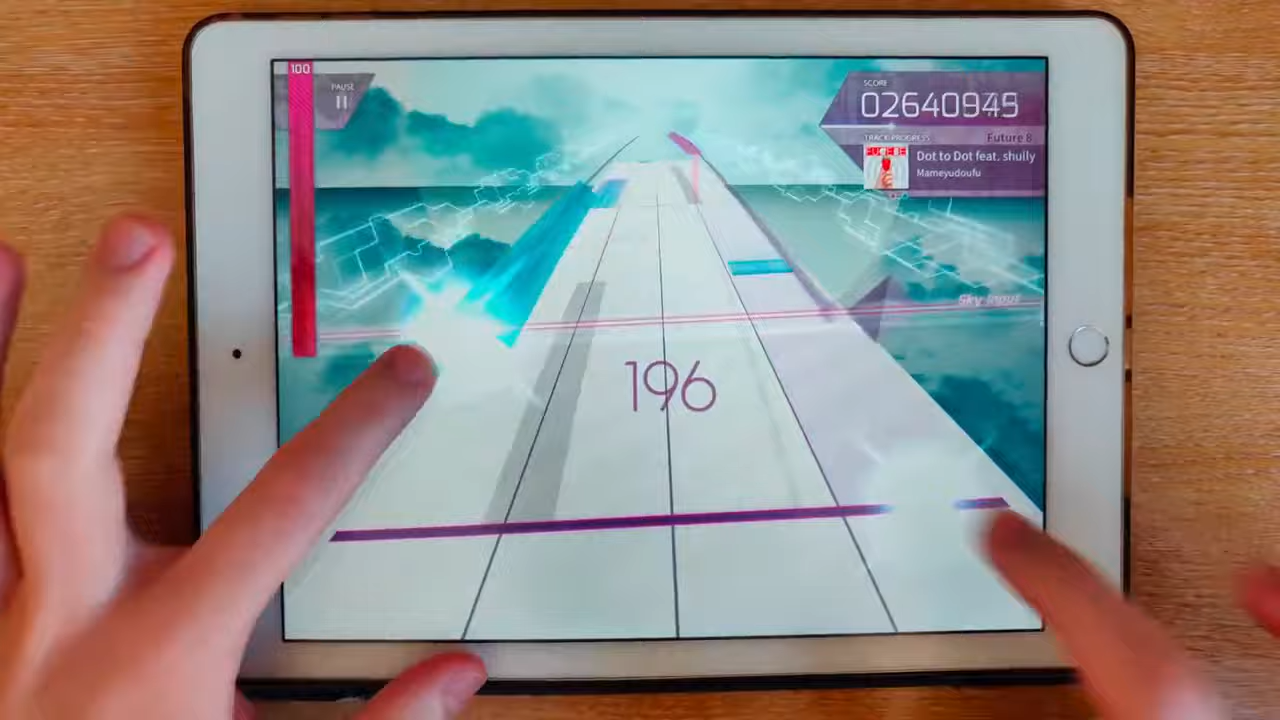 100
PAUSE
SCORE
02640945
TRACK PROGRESS
Future 8
Dot to Dot feat. shully
Mameyudoufu
Sky Input
196